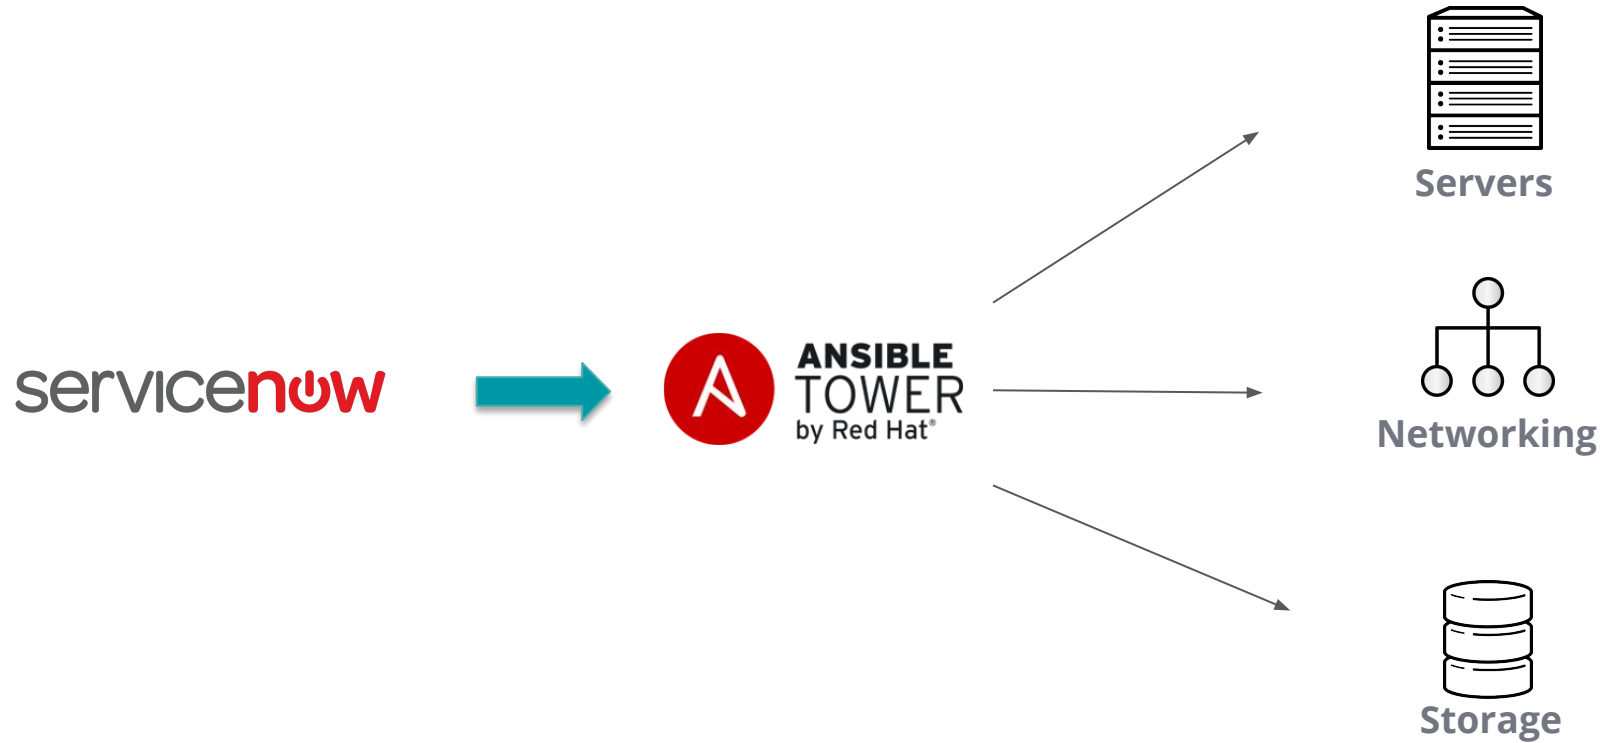 servicenow
ANSIBLE
TOWER
by Red Hat®
Servers
Networking
Storage